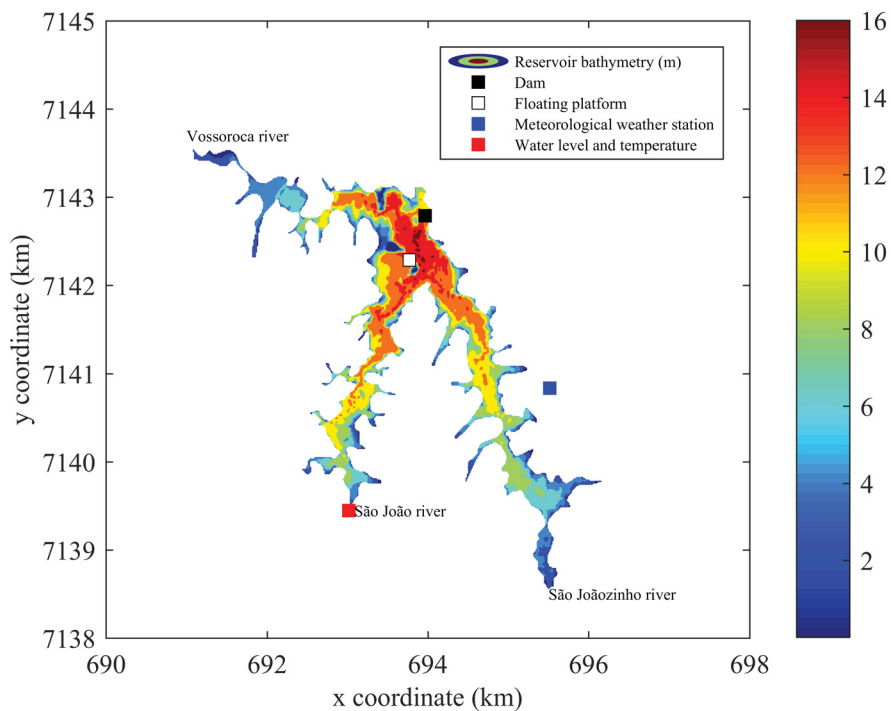 7145
7144
7143
7142
7141
7140
7139
7138
y coordinate (km)
690
692
694
696
698
x coordinate (km)
Reservoir bathymetry (m)
Dam
Floating platform
Meteorological weather station
Water level and temperature
Vossoroca river
São João river
São Joãozinho river
16
14
12
10
8
6
4
2